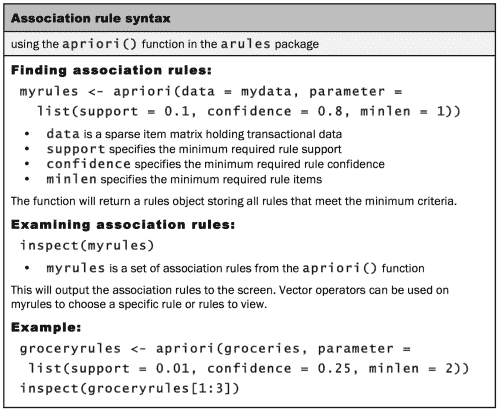 Association rule syntax
using the apriori() function in the arules package
Finding association rules:
myrules <- apriori(data = mydata, parameter =
list(support = 0.1, confidence = 0.8, minlen = 1))
• data is a sparse item matrix holding transactional data
• support specifies the minimum required rule support
• confidence specifies the minimum required rule confidence
• minlen specifies the minimum required rule items
The function will return a rules object storing all rules that meet the minimum criteria.
Examining association rules:
inspect(myrules)
• myrules is a set of association rules from the apriori() function
This will output the association rules to the screen. Vector operators can be used on
myrules to choose a specific rule or rules to view.
Example:
groceryrules <- apriori(groceries, parameter =
list(support = 0.01, confidence = 0.25, minlen = 2))
inspect(groceryrules[1:3])